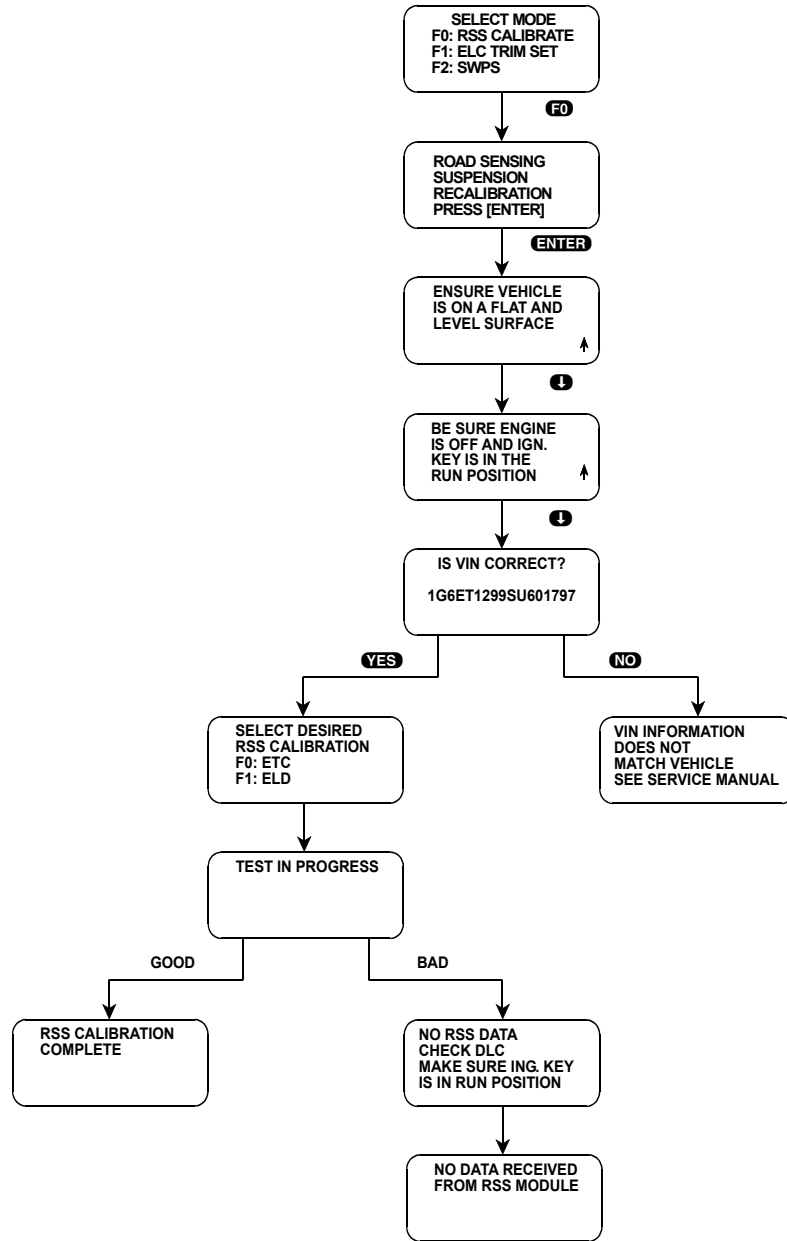 SELECT MODE
F0: RSS CALIBRATE
F1: ELC TRIM SET
F2: SWPS
F0
ROAD SENSING
SUSPENSION
RECALIBRATION
PRESS [ENTER]
ENTER
ENSURE VEHICLE
IS ON A FLAT AND
LEVEL SURFACE
BE SURE ENGINE
IS OFF AND IGN.
KEY IS IN THE
RUN POSITION
IS VIN CORRECT?
1G6ET1299SU601797
YES
NO
SELECT DESIRED
RSS CALIBRATION
F0: ETC
F1: ELD
VIN INFORMATION
DOES NOT
MATCH VEHICLE
SEE SERVICE MANUAL
TEST IN PROGRESS
GOOD
BAD
RSS CALIBRATION
COMPLETE
NO RSS DATA
CHECK DLC
MAKE SURE ING. KEY
IS IN RUN POSITION
NO DATA RECEIVED
FROM RSS MODULE